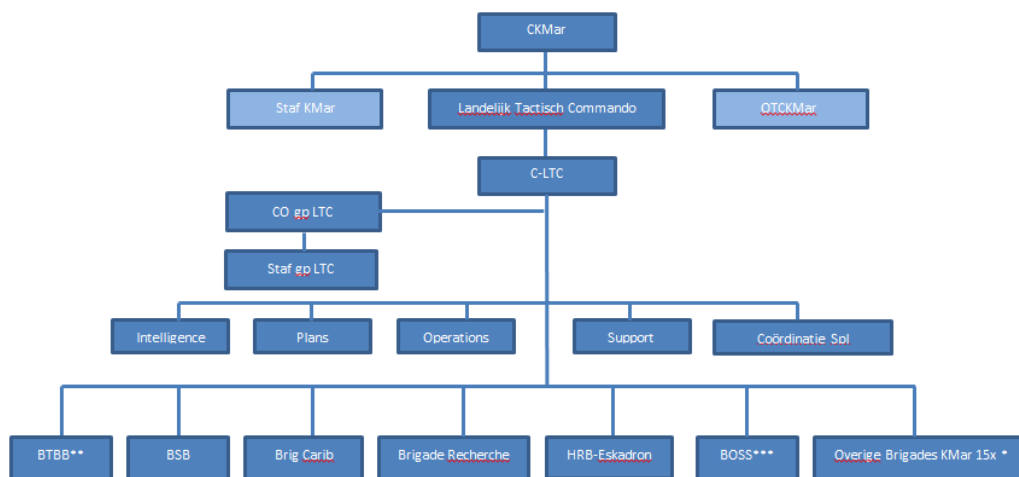 CKMar
Staf KMar
Landelijk Tactisch Commando
OTCKMar
C-LTC
CO gp LTC
Staf gp LTC
Intelligence
Plans
Operations
Support
Coördinatie Spl
BTBB**
BSB
Brig Carib
Brigade Recherche
HRB-Eskadron
BOSS***
Overige Brigades KMar 15x *